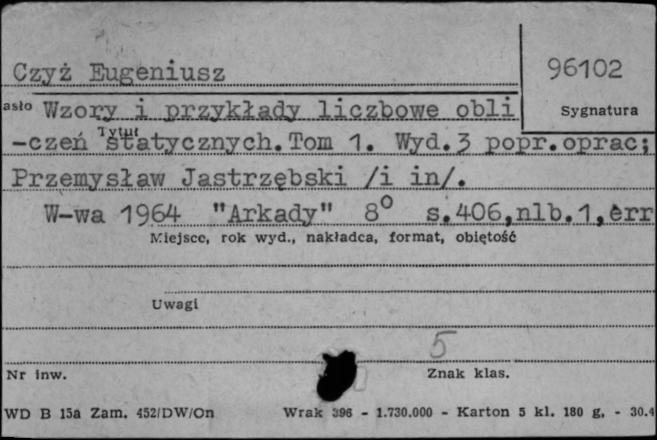 Czyż Eugeniusz
96102
asło Wzory i przykłady liczbowe obli
Sygnatura
Tytuł
-czeń statycznych. Tom 1. Wyd.3 popr.oprac;
Przemysław Jastrzębski /i in/.
W-wa 1964 "Arkady" 8° s.406,nlb.1,err
Miejsce, rok wyd., nakładca, format, obiętość
Uwagi
5
Nr inw.
Znak klas.
WD B 15a Zam. 452/DW/On Wrak 396 - 1.730.000 - Karton 5 kl. 180 g. - 30.4